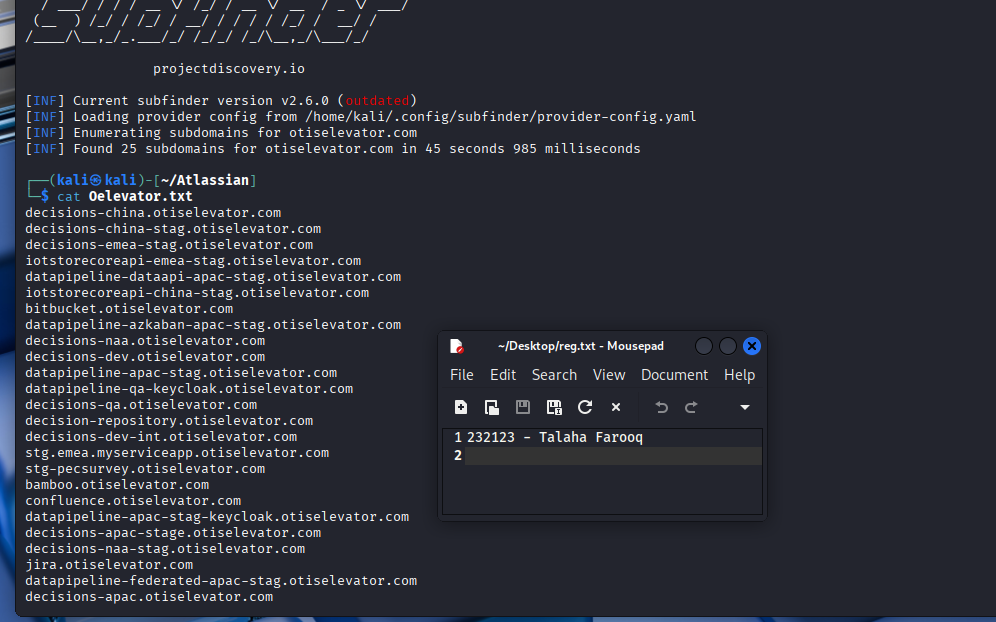 projectdiscovery.io
[INF] Current subfinder version v2.6.0 (outdated)
[INF] Loading provider config from /home/kali/.config/subfinder/provider-config.yaml
[INF] Enumerating subdomains for otiselevator.com
[INF] Found 25 subdomains for otiselevator.com in 45 seconds 985 milliseconds
┌──(kali㉿kali)-[~/Atlassian]
└─$ cat Oelevator.txt
decisions-china.otiselevator.com
decisions-china-stag.otiselevator.com
decisions-emea-stag.otiselevator.com
iotstorecoreapi-emea-stag.otiselevator.com
datapipeline-dataapi-apac-stag.otiselevator.com
iotstorecoreapi-china-stag.otiselevator.com
bitbucket.otiselevator.com
datapipeline-azkaban-apac-stag.otiselevator.com
decisions-naa.otiselevator.com
decisions-dev.otiselevator.com
datapipeline-apac-stag.otiselevator.com
datapipeline-qa-keycloak.otiselevator.com
decisions-qa.otiselevator.com
decision-repository.otiselevator.com
decisions-dev-int.otiselevator.com
stg.emea.myserviceapp.otiselevator.com
stg-pecsurvey.otiselevator.com
bamboo.otiselevator.com
confluence.otiselevator.com
datapipeline-apac-stag-keycloak.otiselevator.com
decisions-apac-stage.otiselevator.com
decisions-naa-stag.otiselevator.com
jira.otiselevator.com
datapipeline-federated-apac-stag.otiselevator.com
decisions-apac.otiselevator.com
~/Desktop/reg.txt - Mousepad
File Edit Search View Document Help
1 232123 - Talaha Farooq
2